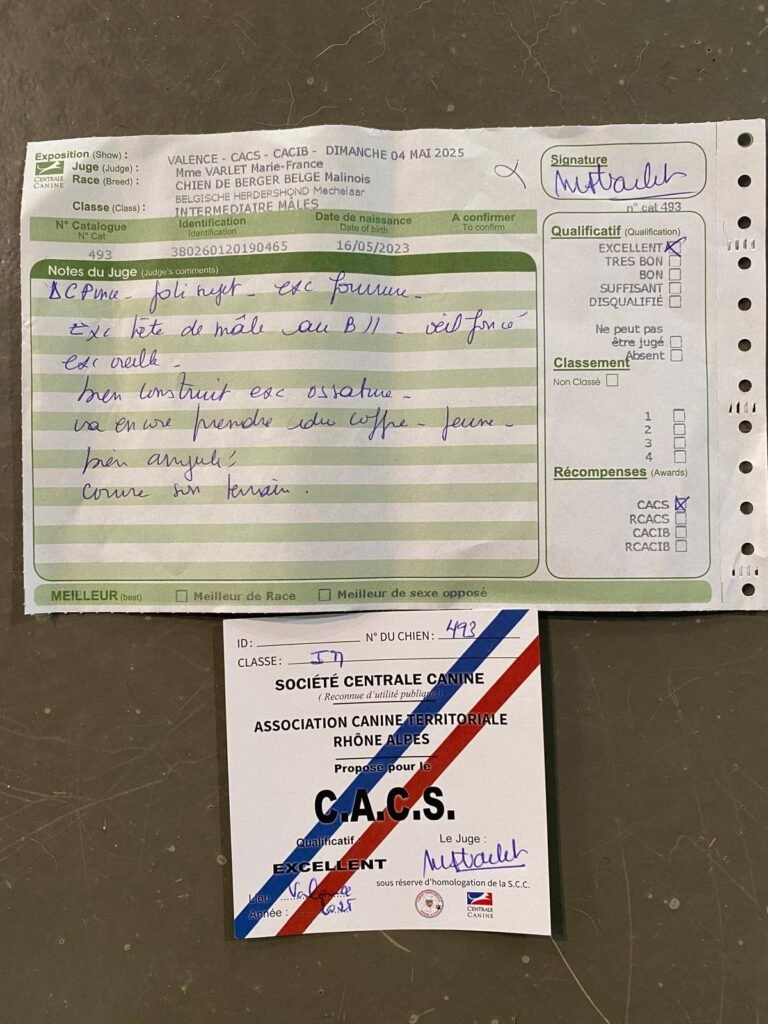 Exposition (Show) : VALENCE - CACS - CACIB - DIMANCHE 04 MAI 2025
Juge (Judge) : Mme VARLET Marie-France
Race (Breed) : CHIEN DE BERGER BELGE Malinois
BELGISCHE HERDERSHOND Mechelaar
Classe (Class) : INTERMEDIAIRE MÂLES
CENTRALE
CANINE
Signature
n° cat 493
N° Catalogue Identification Date de naissance A confirmer
N° Cat Identification Date of birth To confirm
493 380260120190465 16/05/2023
Notes du Juge (Judge's comments)
joli sujet - exc fourrure -
Exc tête de mâle au - œil foncé
exc oreille -
bien construit exc ossature -
va encore prendre du coffre - jeune -
bien angulé
couvre son terrain .
Qualificatif (Qualification)
EXCELLENT
TRES BON
BON
SUFFISANT
DISQUALIFIÉ
Ne peut pas
être jugé
Absent
Classement
Non Classé
1
2
3
4
Récompenses (Awards)
CACS
RCACS
CACIB
RCACIB
MEILLEUR (best) Meilleur de Race Meilleur de sexe opposé
ID : N° DU CHIEN : 493
CLASSE :
SOCIÉTÉ CENTRALE CANINE
( Reconnue d'utilité publique )
ASSOCIATION CANINE TERRITORIALE
RHÔNE ALPES
Proposé pour le
C.A.C.S.
Qualificatif :
EXCELLENT
Le Juge :
sous réserve d'homologation de la S.C.C.
Lieu : Valence
Année : 2025
CENTRALE
CANINE